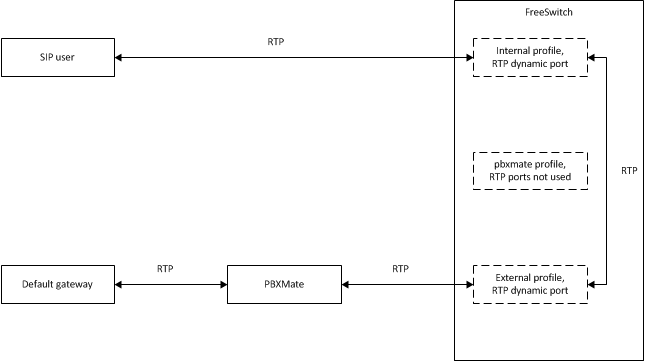 FreeSwitch
RTP
SIP user
Internal profile,
RTP dynamic port
pbxmate profile,
RTP ports not used
RTP
RTP
RTP
Default gateway
PBXMate
External profile,
RTP dynamic port